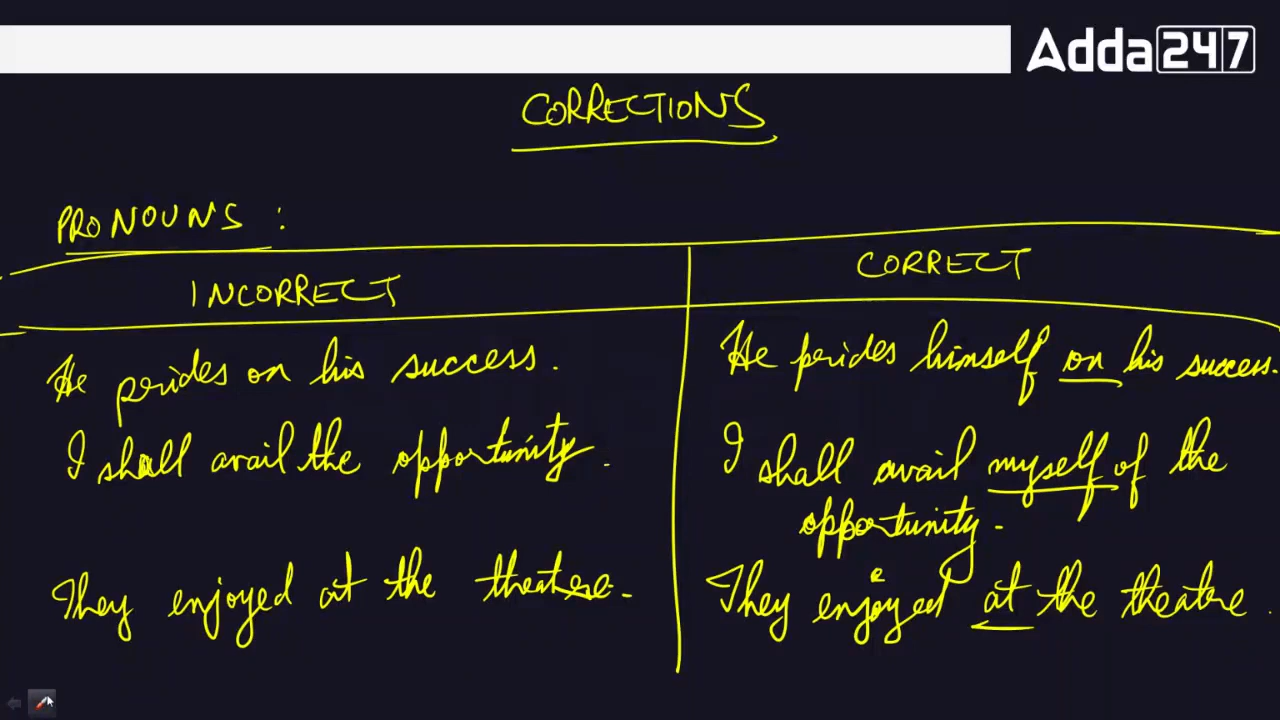 Adda247
CORRECTIONS
PRONOUNS :
INCORRECT
CORRECT
He prides on his success.
He prides himself on his success.
I shall avail the opportunity.
I shall avail myself of the
opportunity.
They enjoyed at the theatre.
They enjoyed at the theatre.